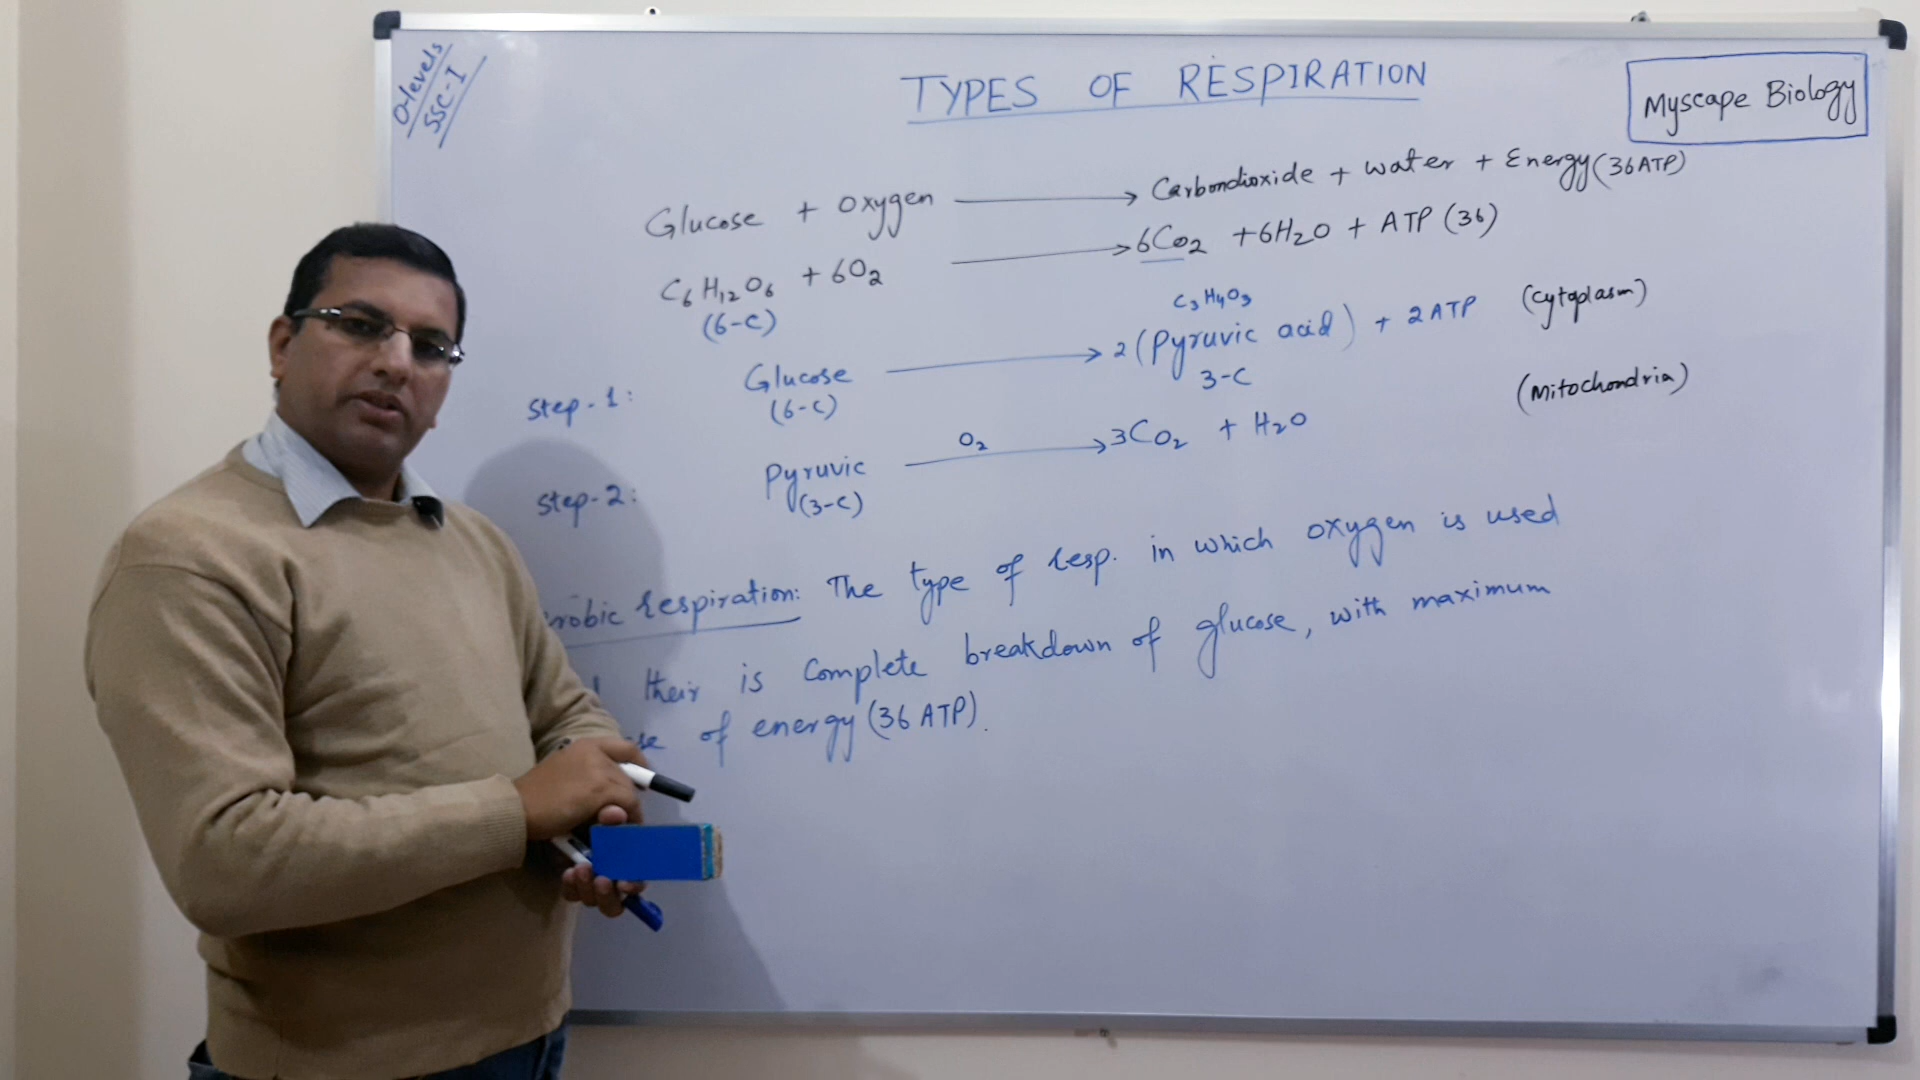 O-levels
SSC-I
TYPES OF RESPIRATION
Myscape Biology
Glucose + Oxygen → Carbondioxide + water + Energy (36ATP)
C6H12O6 + 6O2 → 6CO2 + 6H2O + ATP (36)
(6-C)
C3H4O3
Step-1: Glucose → 2 (Pyruvic acid) + 2ATP (Cytoplasm)
(6-C) 3-C
Step-2: Pyruvic O2 → 3CO2 + H2O (Mitochondria)
(3-C)
respiration: The type of resp. in which oxygen is used
their is complete breakdown of glucose, with maximum
of energy (36 ATP).